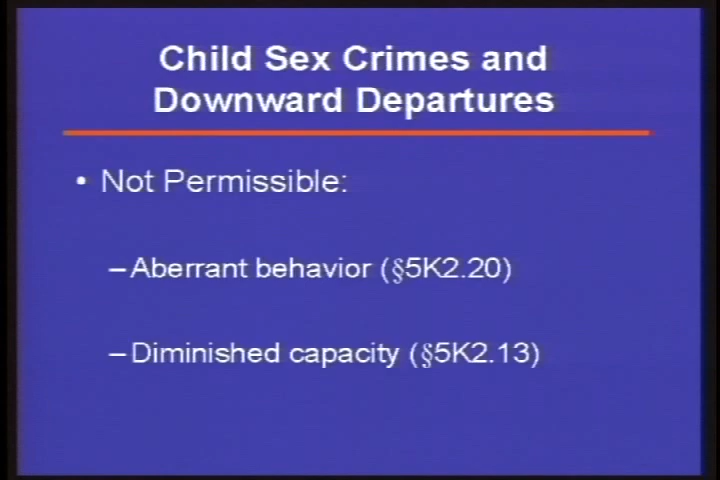 Child Sex Crimes and
Downward Departures
• Not Permissible:
– Aberrant behavior (§5K2.20)
– Diminished capacity (§5K2.13)